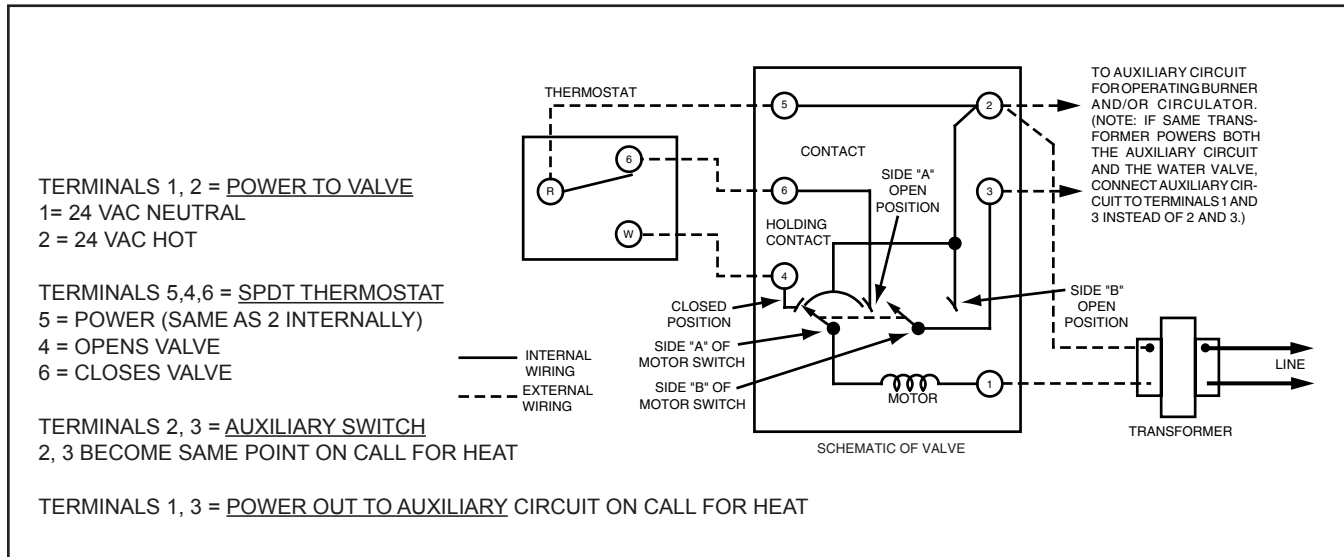 TERMINALS 1, 2 = POWER TO VALVE
1= 24 VAC NEUTRAL
2 = 24 VAC HOT
TERMINALS 5,4,6 = SPDT THERMOSTAT
5 = POWER (SAME AS 2 INTERNALLY)
4 = OPENS VALVE
6 = CLOSES VALVE
TERMINALS 2, 3 = AUXILIARY SWITCH
2, 3 BECOME SAME POINT ON CALL FOR HEAT
TERMINALS 1, 3 = POWER OUT TO AUXILIARY CIRCUIT ON CALL FOR HEAT
INTERNAL
WIRING
EXTERNAL
WIRING
THERMOSTAT
R
6
W
5
2
CONTACT
6
SIDE "A"
OPEN
POSITION
3
HOLDING
CONTACT
4
CLOSED
POSITION
SIDE "A" OF
MOTOR SWITCH
SIDE "B" OF
MOTOR SWITCH
MOTOR
1
SCHEMATIC OF VALVE
TO AUXILIARY CIRCUIT
FOR OPERATING BURNER
AND/OR CIRCULATOR.
(NOTE: IF SAME TRANS-
FORMER POWERS BOTH
THE AUXILIARY CIRCUIT
AND THE WATER VALVE,
CONNECT AUXILIARY CIR-
CUIT TO TERMINALS 1 AND
3 INSTEAD OF 2 AND 3.)
SIDE "B"
OPEN
POSITION
LINE
TRANSFORMER